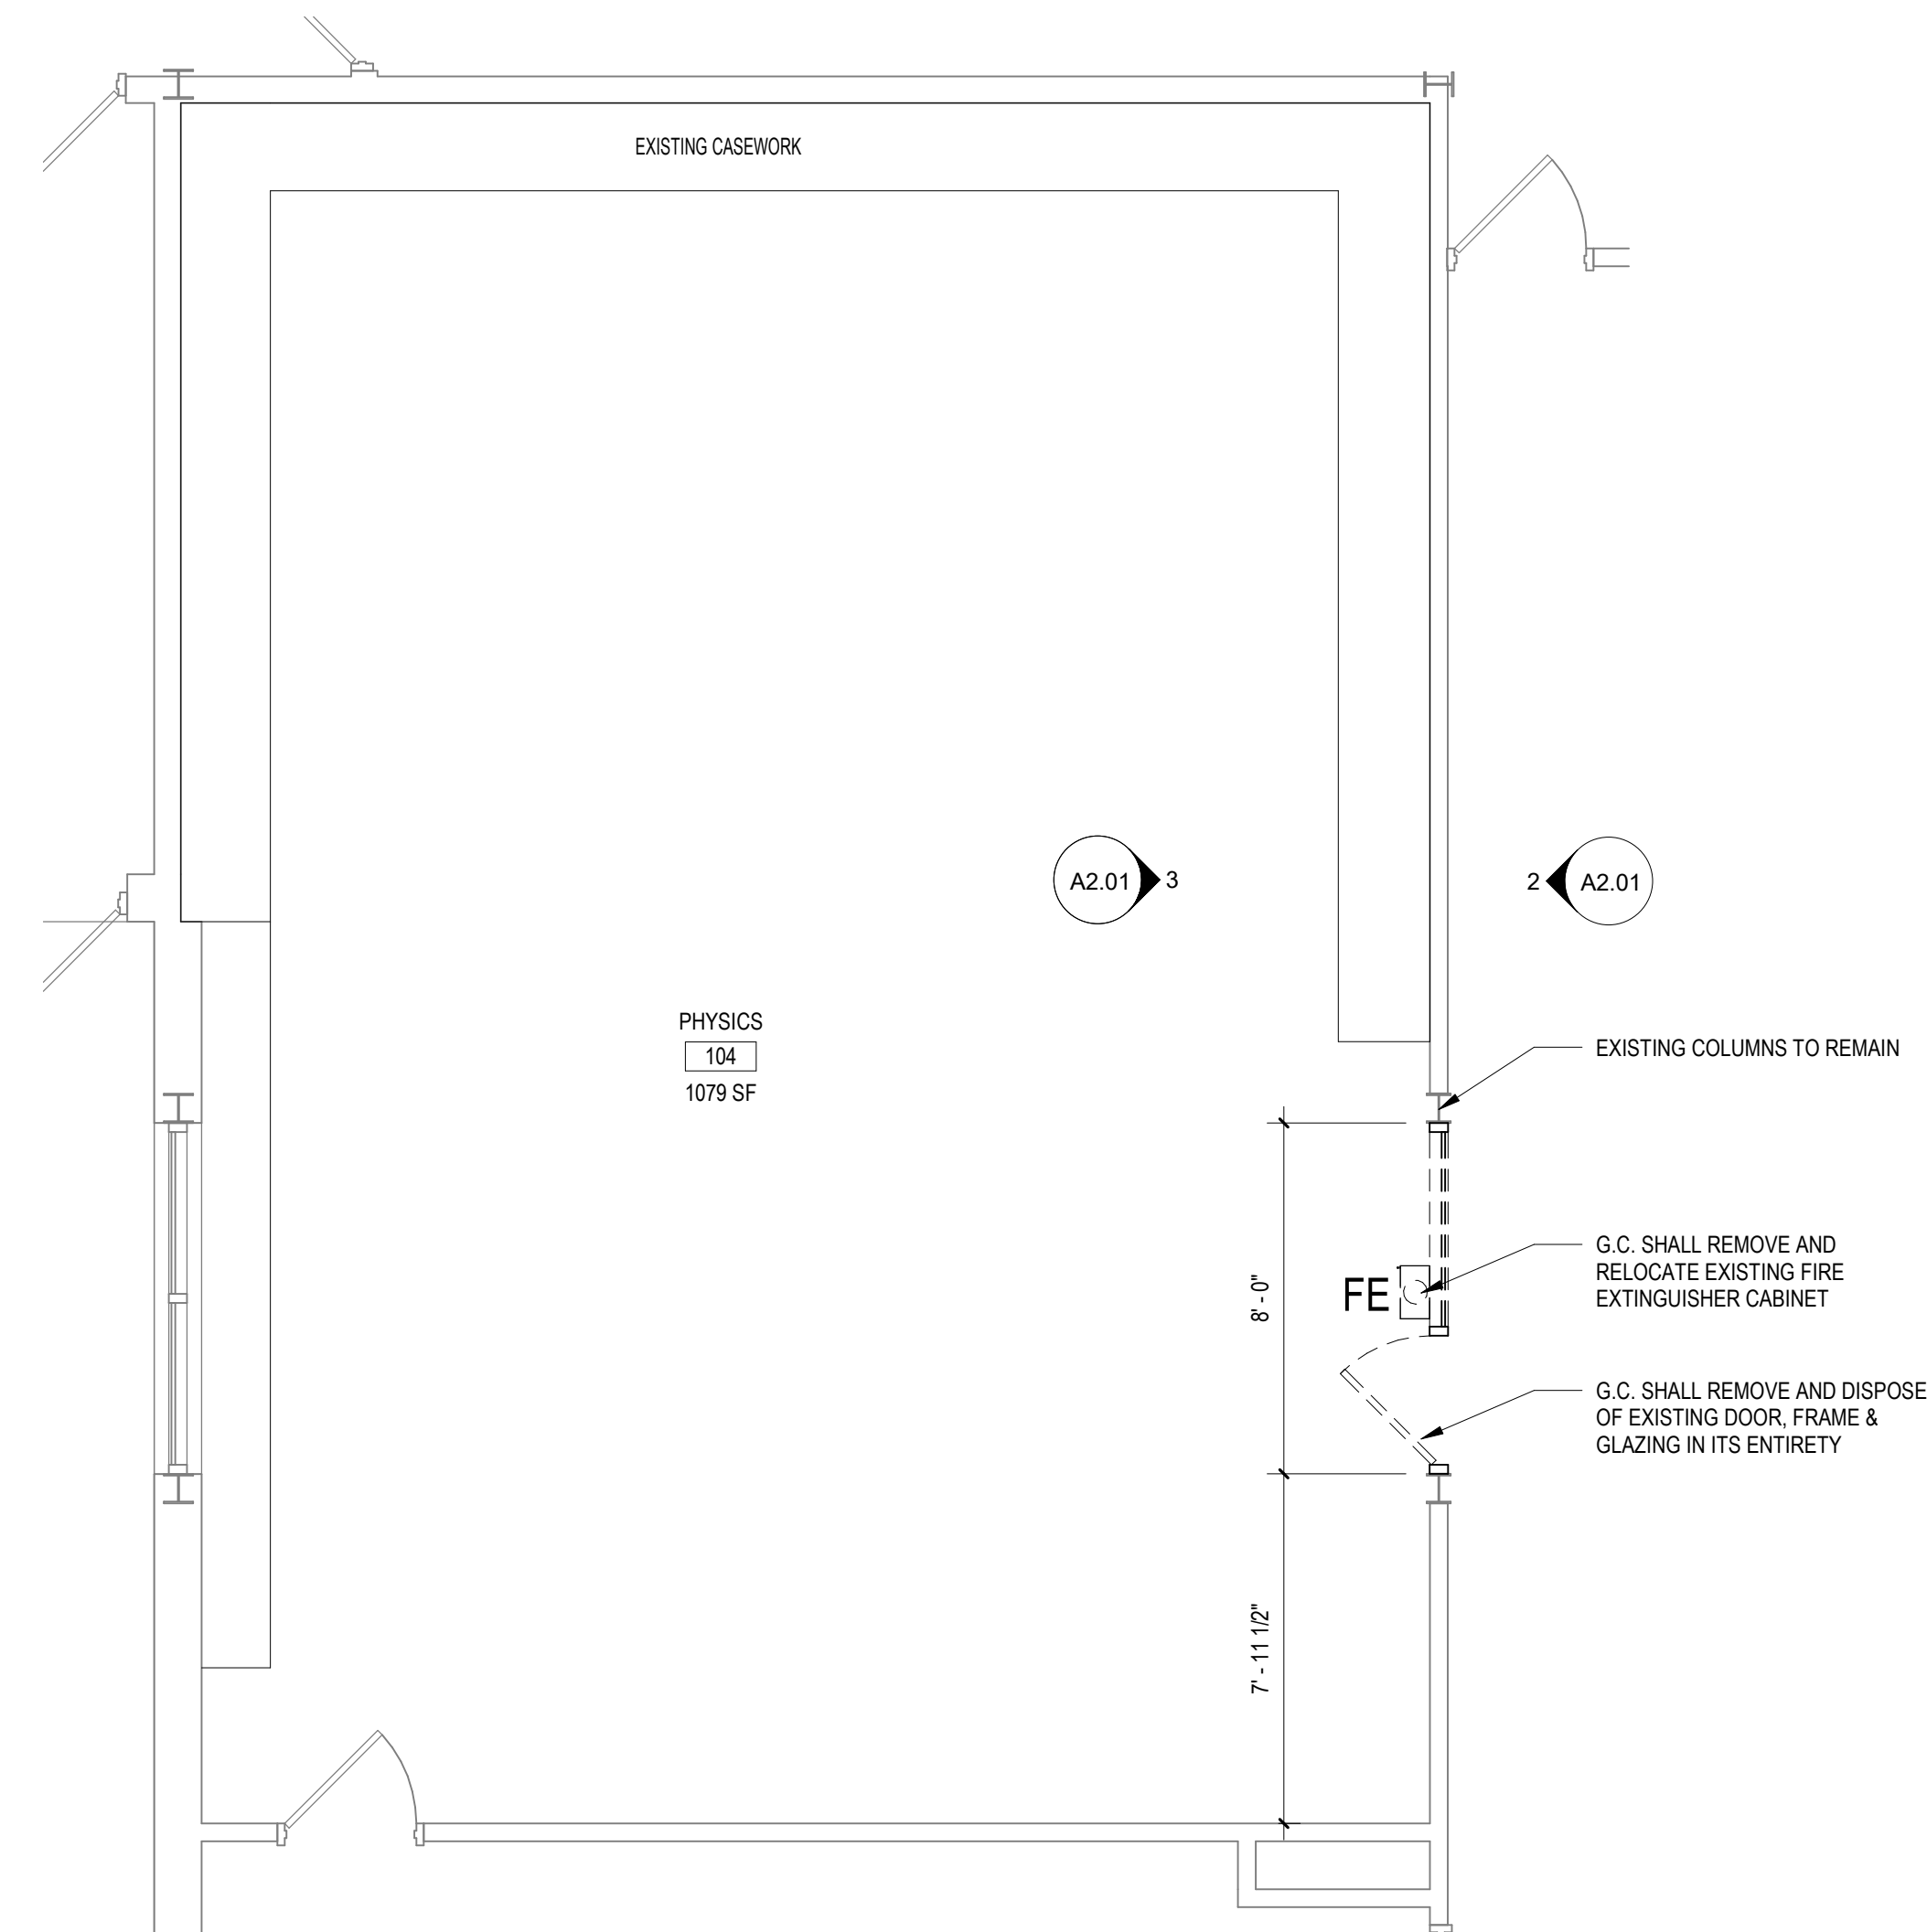 EXISTING CASEWORK
A2.01
3
2
A2.01
PHYSICS
104
1079 SF
EXISTING COLUMNS TO REMAIN
G.C. SHALL REMOVE AND
RELOCATE EXISTING FIRE
EXTINGUISHER CABINET
FE
8' - 0"
G.C. SHALL REMOVE AND DISPOSE
OF EXISTING DOOR, FRAME &
GLAZING IN ITS ENTIRETY
7' - 11 1/2"